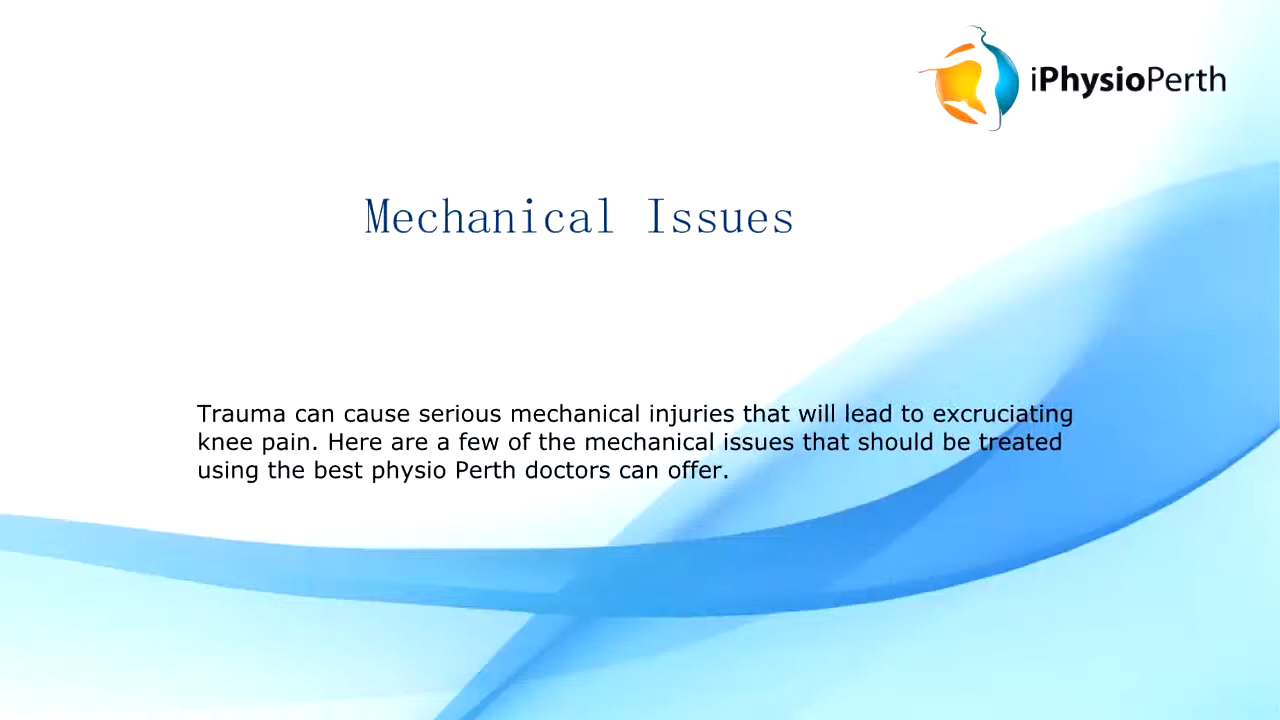 iPhysioPerth
Mechanical Issues
Trauma can cause serious mechanical injuries that will lead to excruciating
knee pain. Here are a few of the mechanical issues that should be treated
using the best physio Perth doctors can offer.